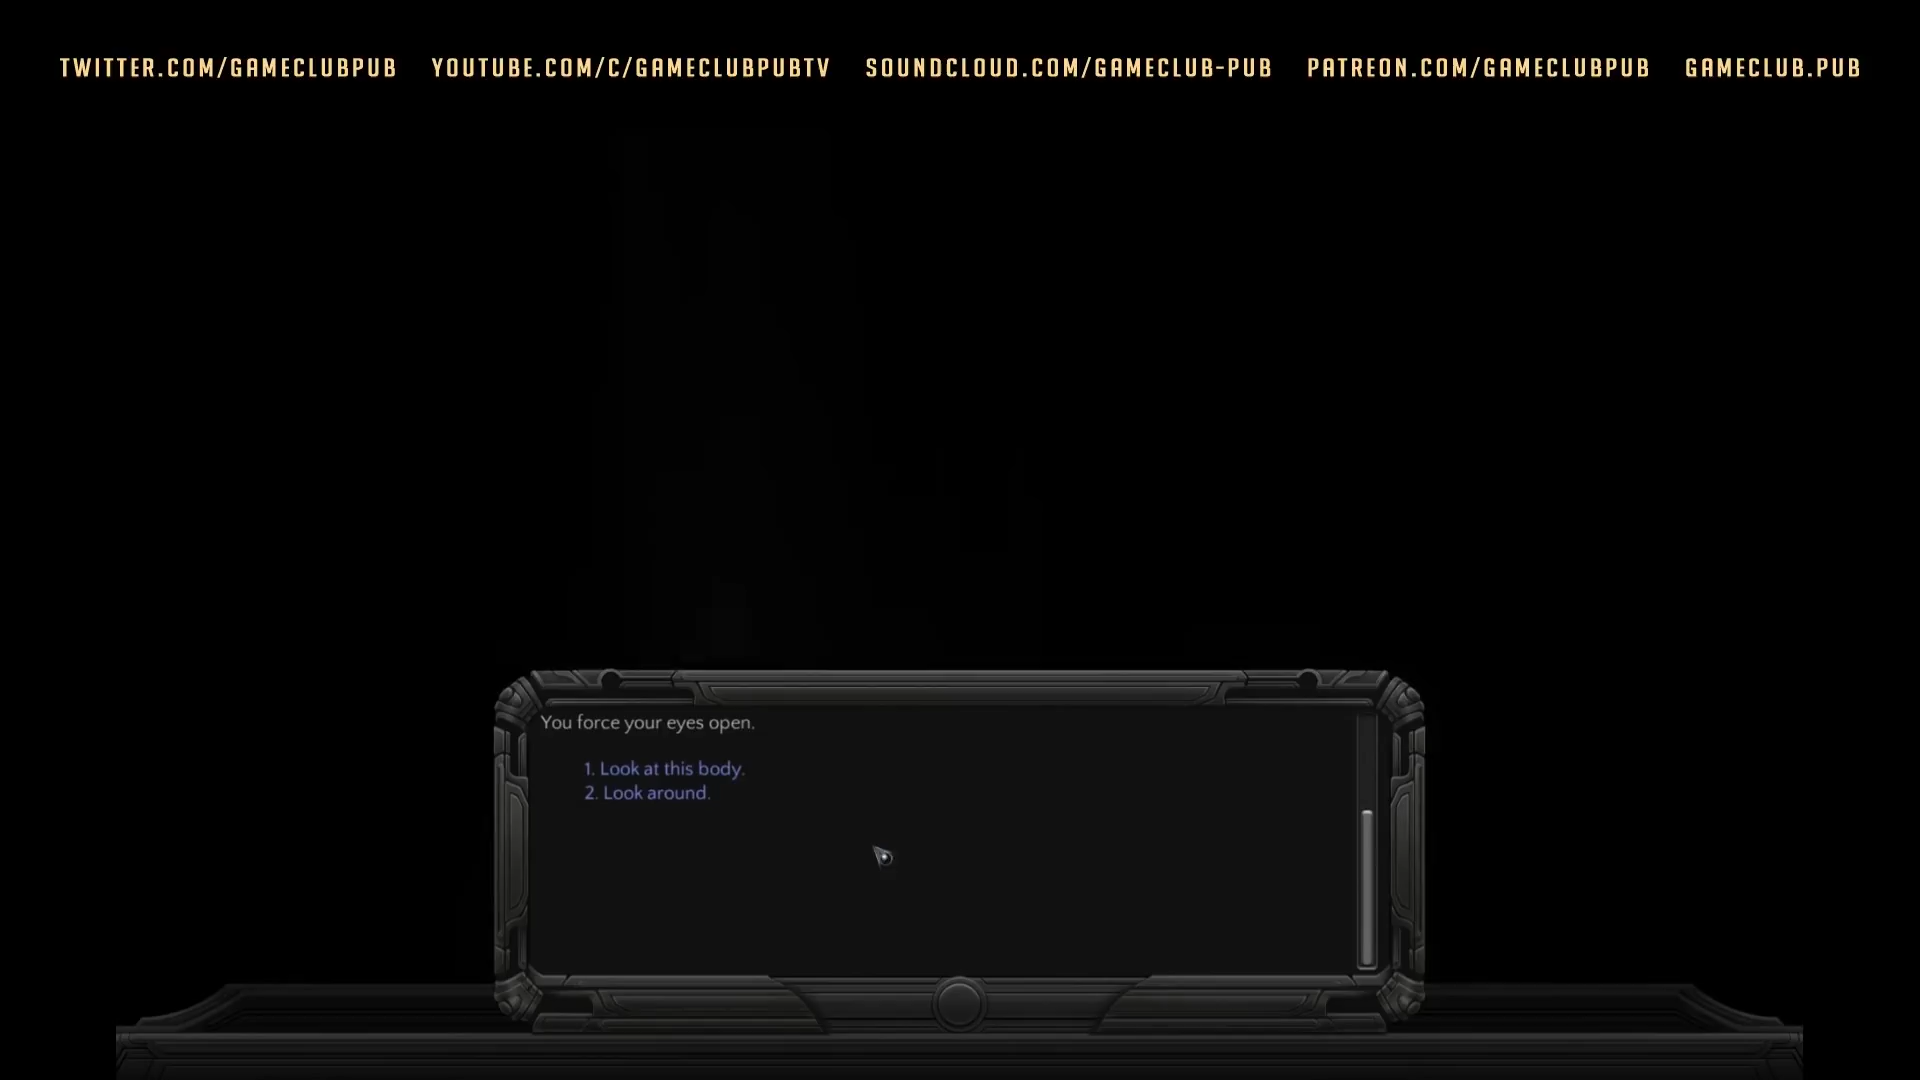 TWITTER.COM/GAMECLUBPUB YOUTUBE.COM/C/GAMECLUBPUBTV SOUNDCLOUD.COM/GAMECLUB-PUB PATREON.COM/GAMECLUBPUB GAMECLUB.PUB
You force your eyes open.
1. Look at this body.
2. Look around.